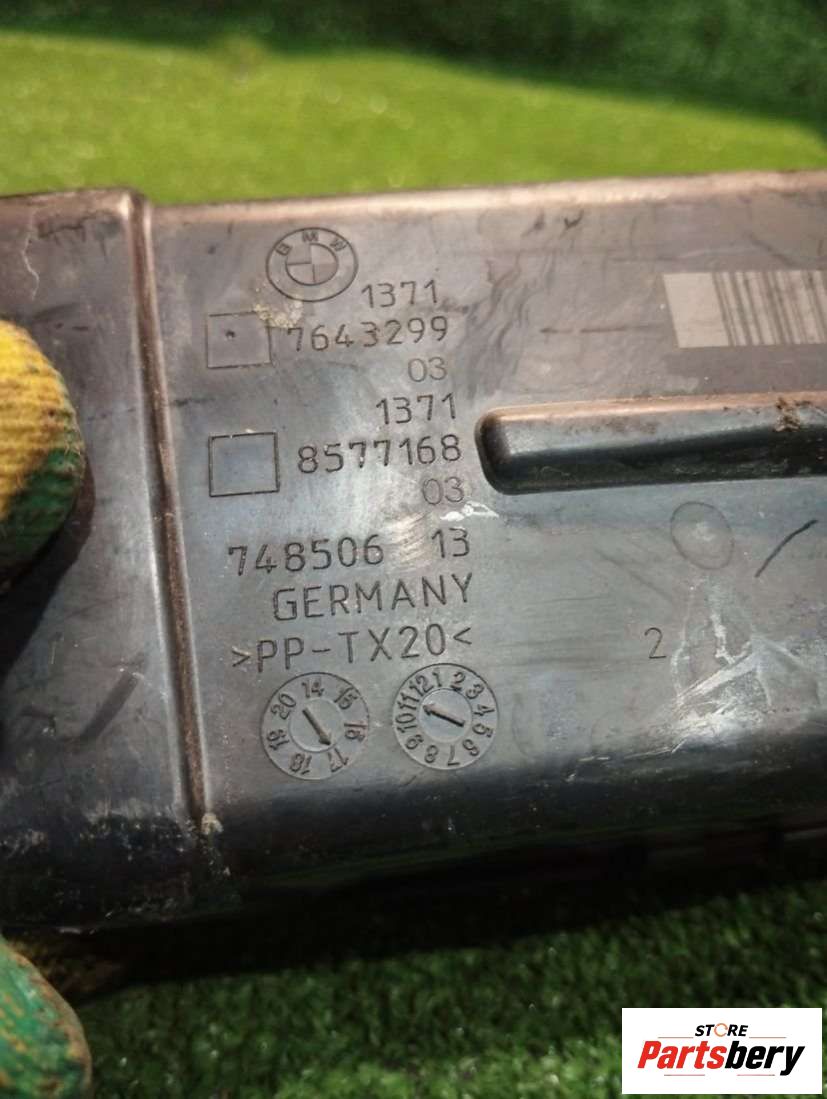 BMW
1371
7643299
03
1371
8577168
03
748506 13
GERMANY
>PP-TX20<
2
14 15 16 17 18 19 20
12 1 2 3 4 5 6 7 8 9 10 11
STORE
Partsbery